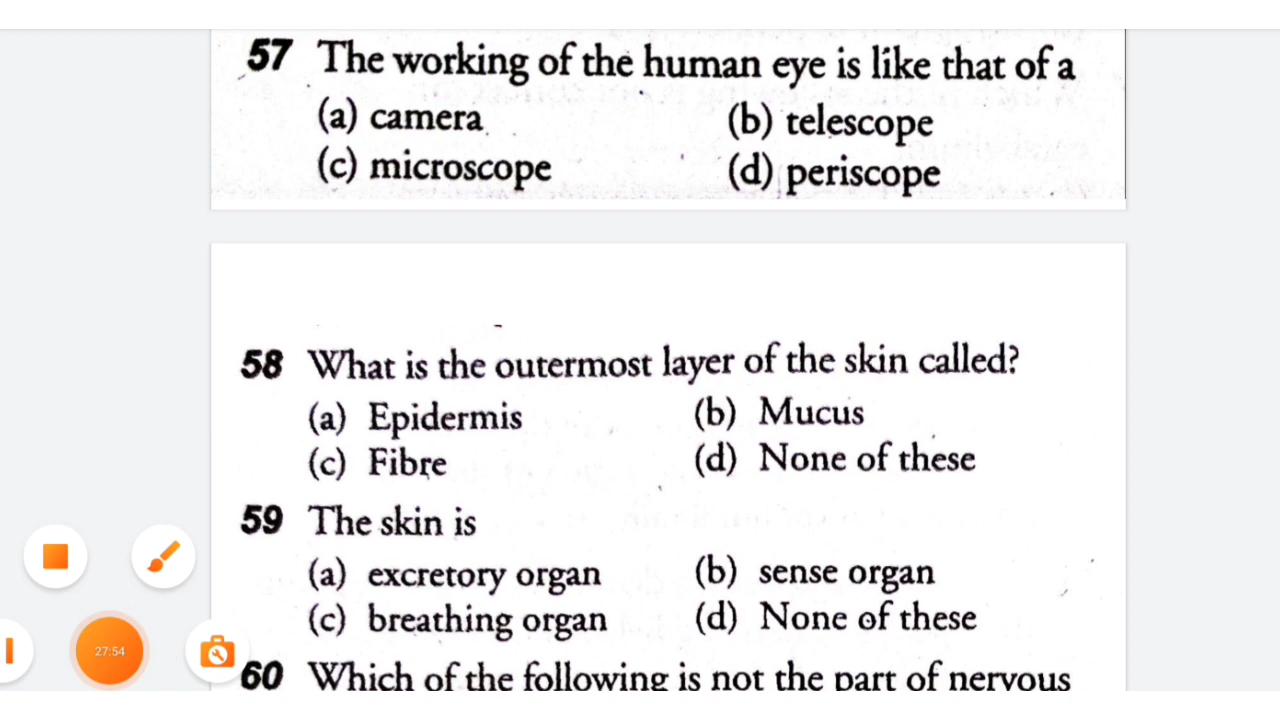 57 The working of the human eye is like that of a
(a) camera (b) telescope
(c) microscope (d) periscope
58 What is the outermost layer of the skin called?
(a) Epidermis (b) Mucus
(c) Fibre (d) None of these
59 The skin is
(a) excretory organ (b) sense organ
(c) breathing organ (d) None of these
27:54
60 Which of the following is not the part of nervous